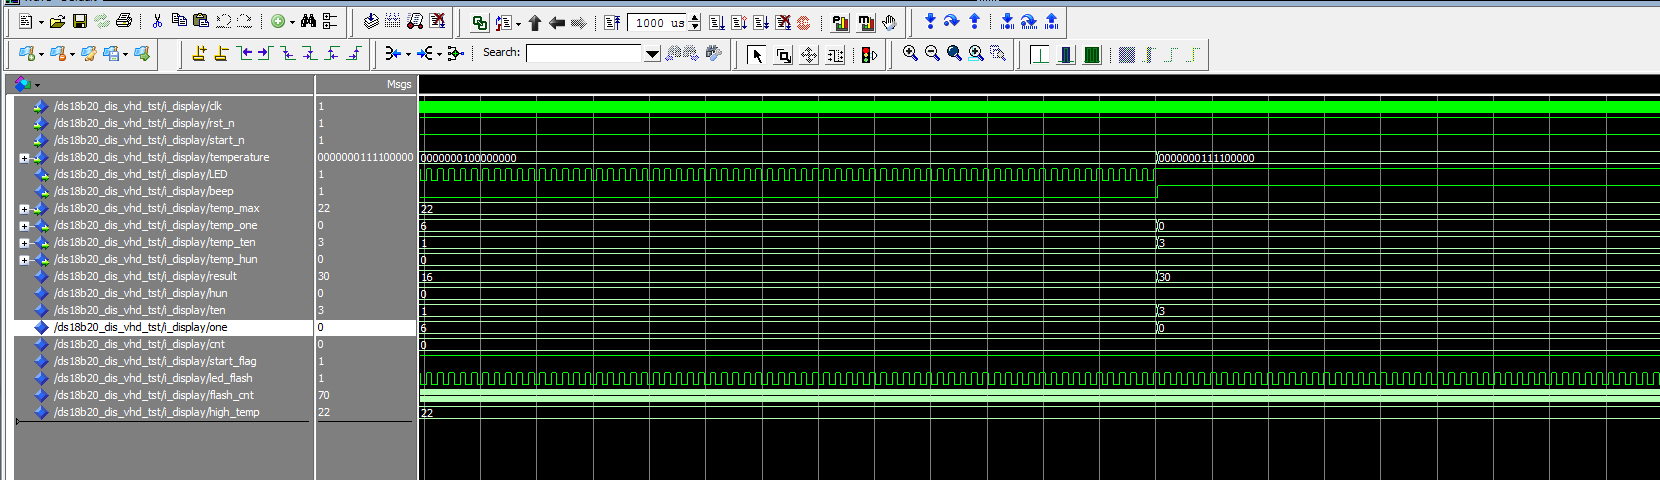 1000 us
Search:
Msgs
/ds18b20_dis_vhd_tst/i_display/clk 1
/ds18b20_dis_vhd_tst/i_display/rst_n 1
/ds18b20_dis_vhd_tst/i_display/start_n 1
/ds18b20_dis_vhd_tst/i_display/temperature 0000000111100000 0000000100000000 0000000111100000
/ds18b20_dis_vhd_tst/i_display/LED 1
/ds18b20_dis_vhd_tst/i_display/beep 1
/ds18b20_dis_vhd_tst/i_display/temp_max 22 22
/ds18b20_dis_vhd_tst/i_display/temp_one 0 6 0
/ds18b20_dis_vhd_tst/i_display/temp_ten 3 1 3
/ds18b20_dis_vhd_tst/i_display/temp_hun 0 0
/ds18b20_dis_vhd_tst/i_display/result 30 16 30
/ds18b20_dis_vhd_tst/i_display/hun 0 0
/ds18b20_dis_vhd_tst/i_display/ten 3 1 3
/ds18b20_dis_vhd_tst/i_display/one 0 6 0
/ds18b20_dis_vhd_tst/i_display/cnt 0 0
/ds18b20_dis_vhd_tst/i_display/start_flag 1
/ds18b20_dis_vhd_tst/i_display/led_flash 1
/ds18b20_dis_vhd_tst/i_display/flash_cnt 70
/ds18b20_dis_vhd_tst/i_display/high_temp 22 22